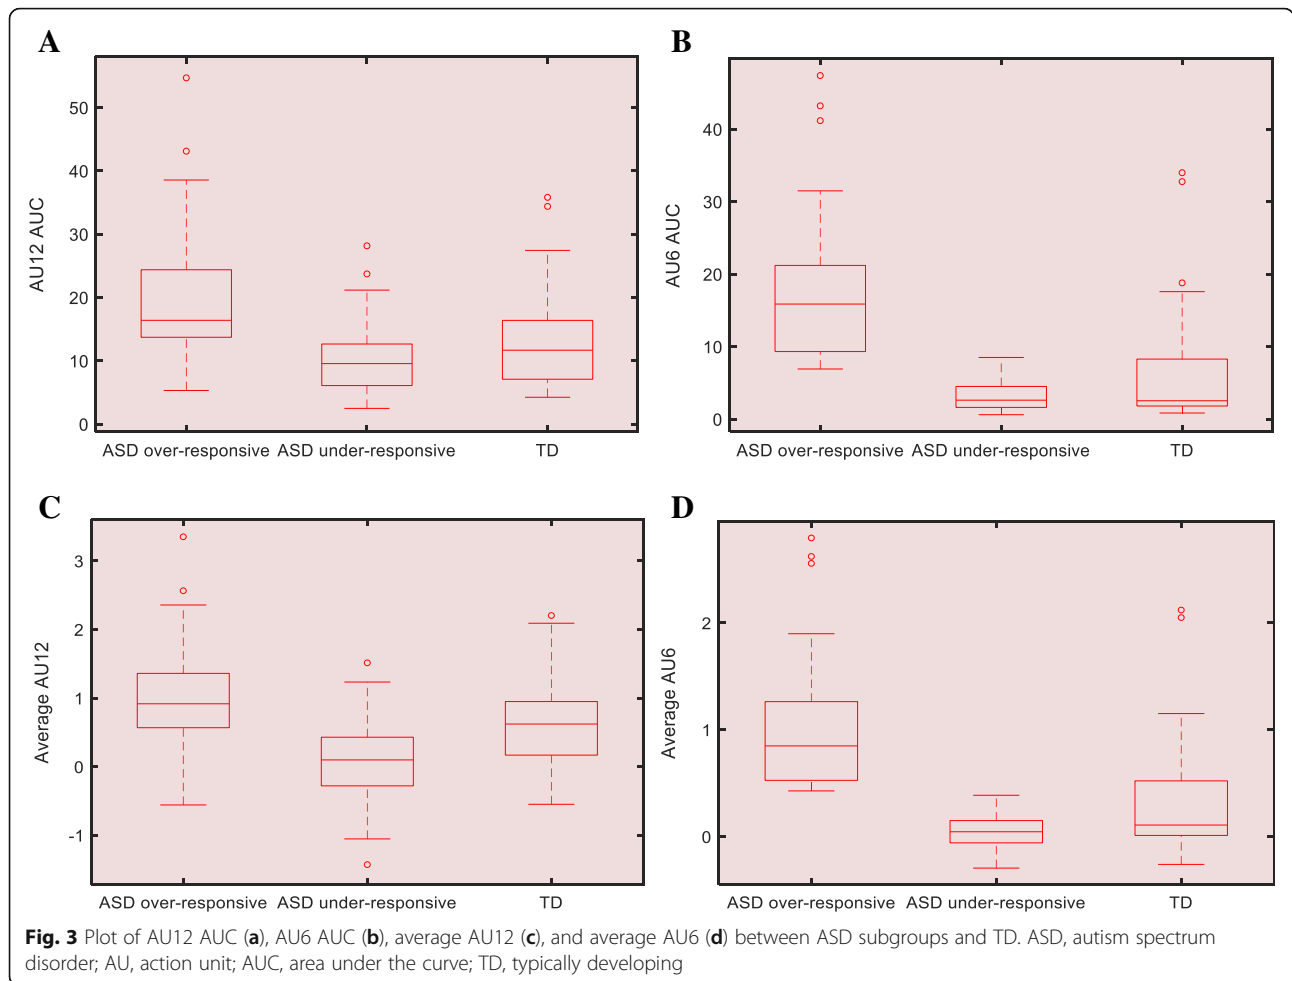 A
B
50
40
30
20
10
0
AU12 AUC
ASD over-responsive ASD under-responsive TD
40
30
20
10
0
AU6 AUC
ASD over-responsive ASD under-responsive TD
C
D
3
2
1
0
-1
Average AU12
ASD over-responsive ASD under-responsive TD
2
1
0
Average AU6
ASD over-responsive ASD under-responsive TD
Fig. 3 Plot of AU12 AUC (a), AU6 AUC (b), average AU12 (c), and average AU6 (d) between ASD subgroups and TD. ASD, autism spectrum
disorder; AU, action unit; AUC, area under the curve; TD, typically developing